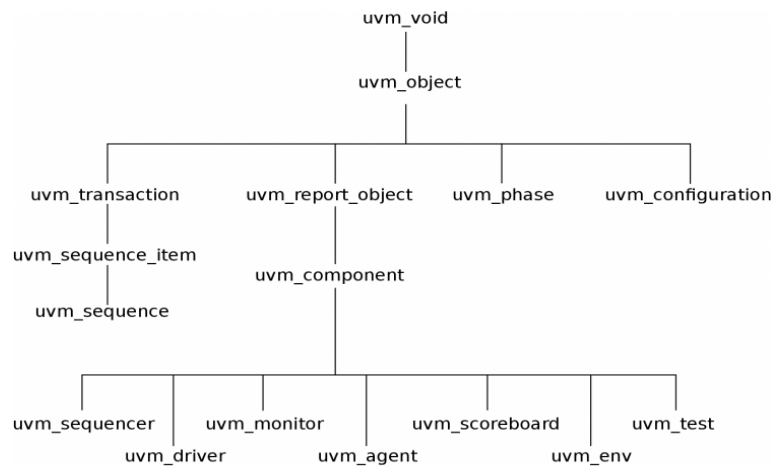 uvm_void
uvm_object
uvm_transaction uvm_report_object uvm_phase uvm_configuration
uvm_sequence_item
uvm_component
uvm_sequence
uvm_sequencer uvm_monitor uvm_scoreboard uvm_test
uvm_driver uvm_agent uvm_env